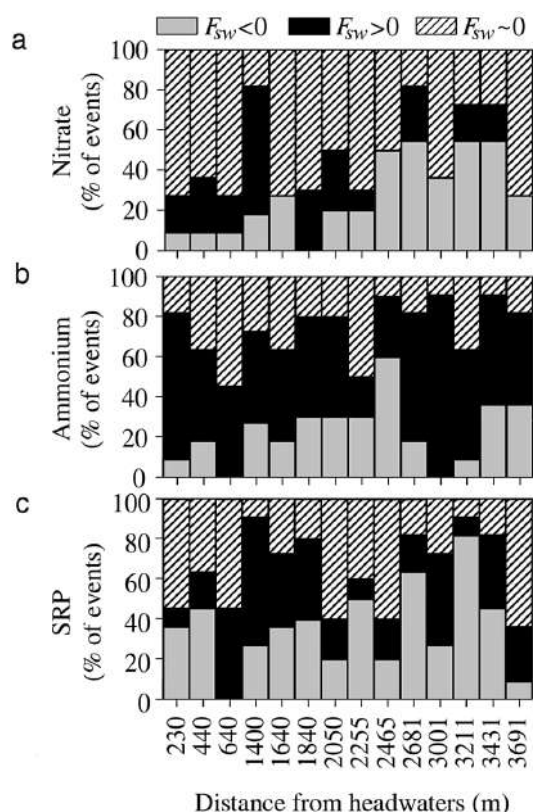 F_sw<0 F_sw>0 F_sw~0
a
100
80
60
40
20
0
Nitrate
(% of events)
b
100
80
60
40
20
0
Ammonium
(% of events)
c
100
80
60
40
20
0
SRP
(% of events)
230 440 640 1400 1640 1840 2050 2255 2465 2681 3001 3211 3431 3691
Distance from headwaters (m)